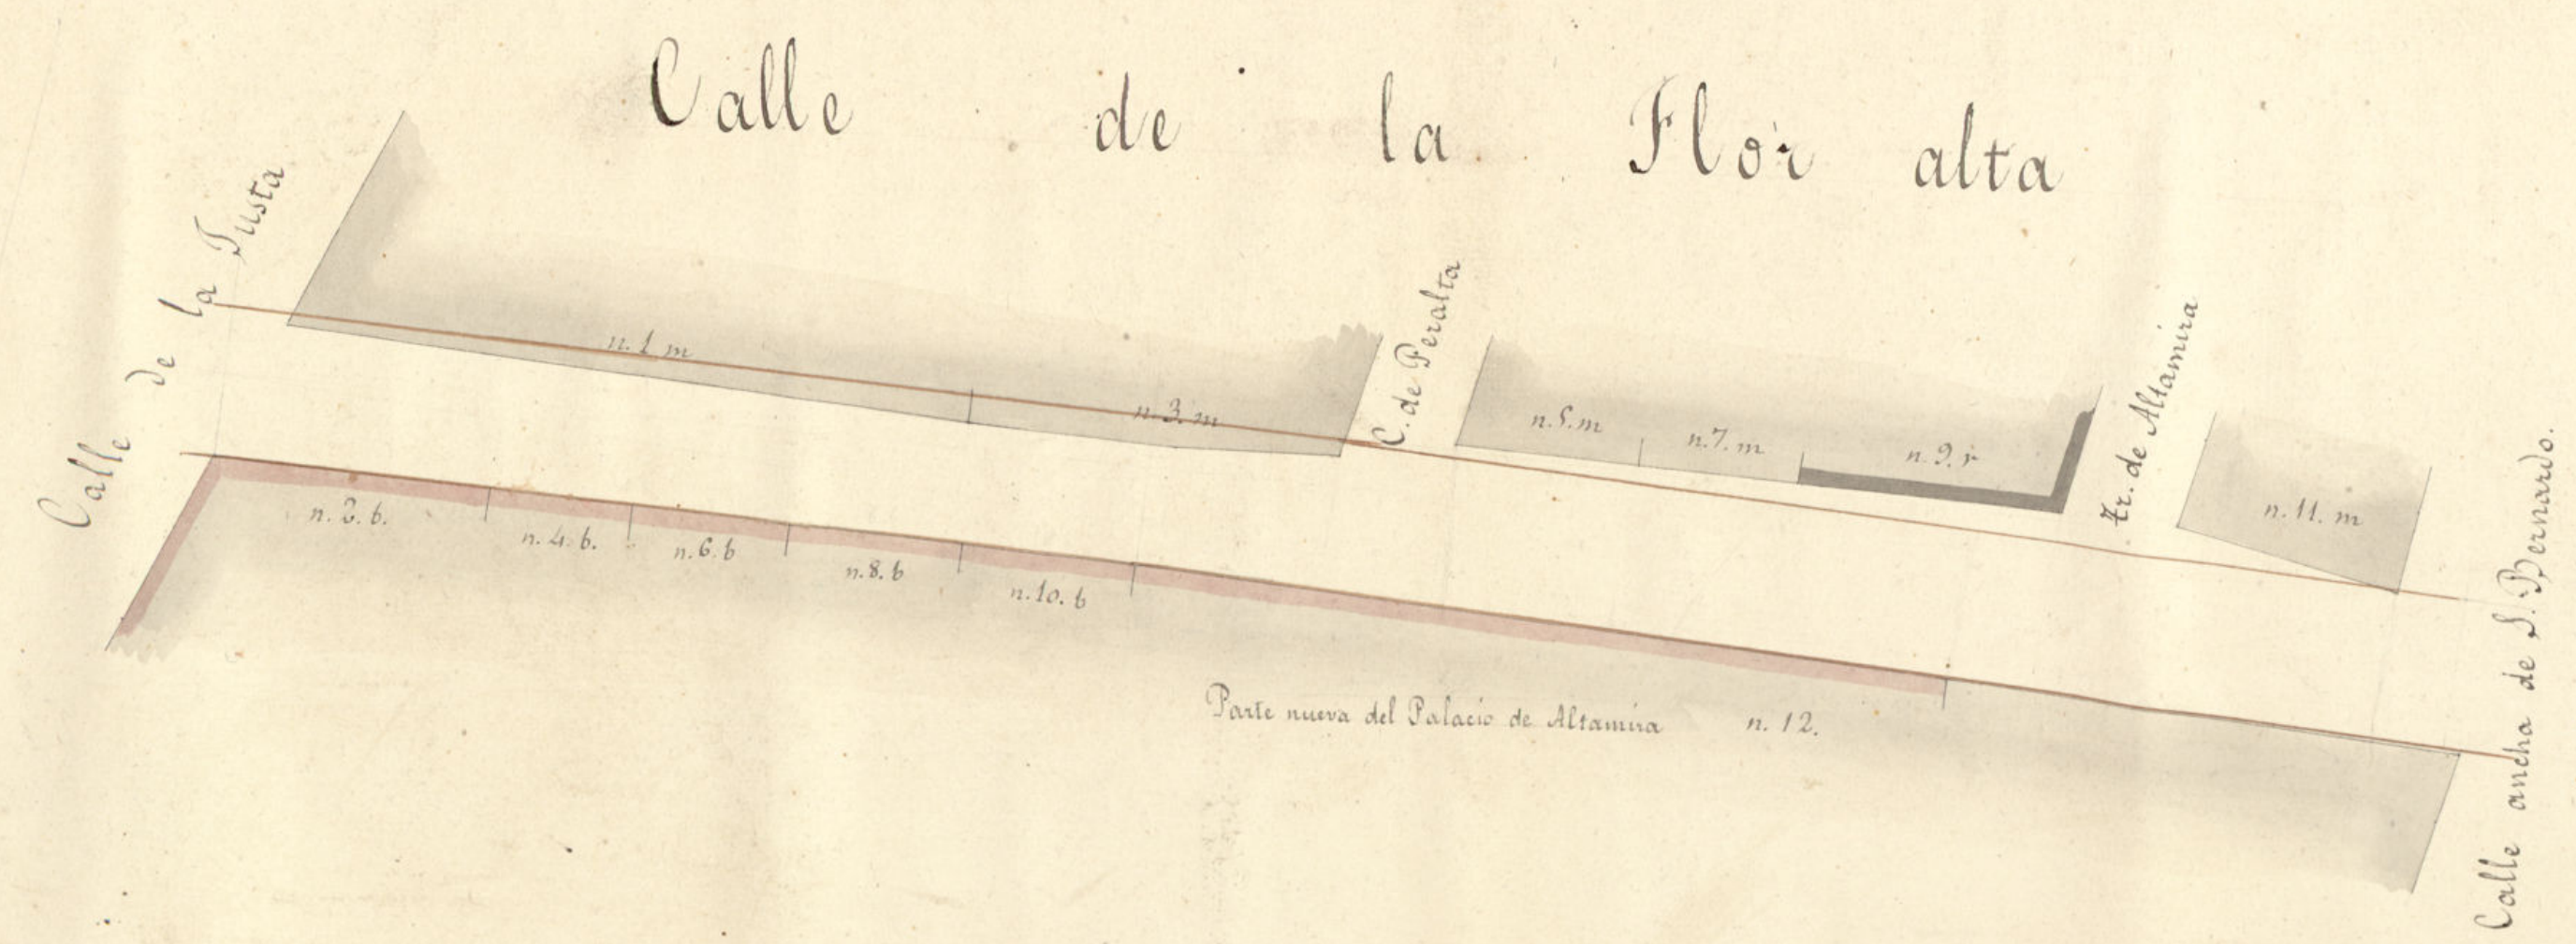 Calle de la Flor alta
Calle de la Justa
C. de Peralta
Tr. de Altamira
Calle ancha de S. Bernardo.
n. 1 m
n. 3. m
n. 5. m
n. 7. m
n. 9. r
n. 11. m
n. 2. b.
n. 4. b.
n. 6. b
n. 8. b
n. 10. b
Parte nueva del Palacio de Altamira n. 12.